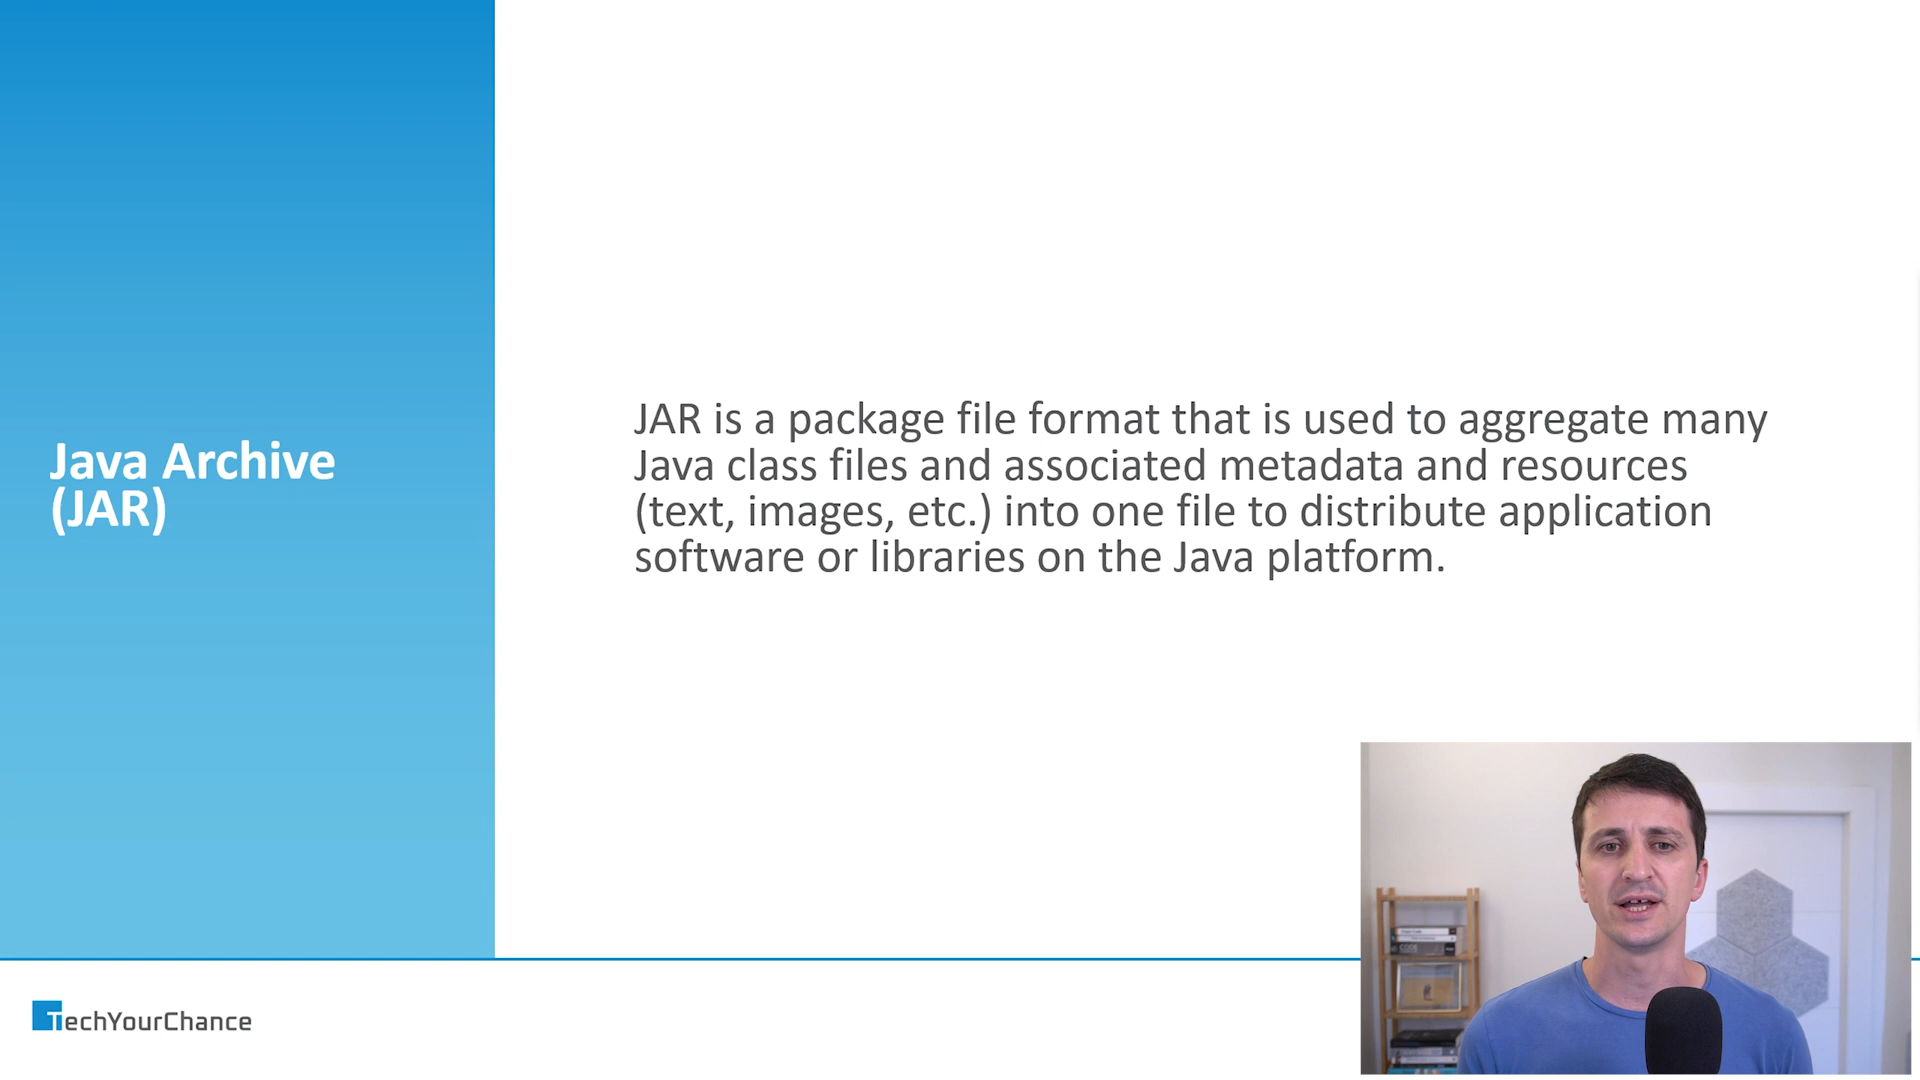 Java Archive
(JAR)
JAR is a package file format that is used to aggregate many
Java class files and associated metadata and resources
(text, images, etc.) into one file to distribute application
software or libraries on the Java platform.
TechYourChance
CODE